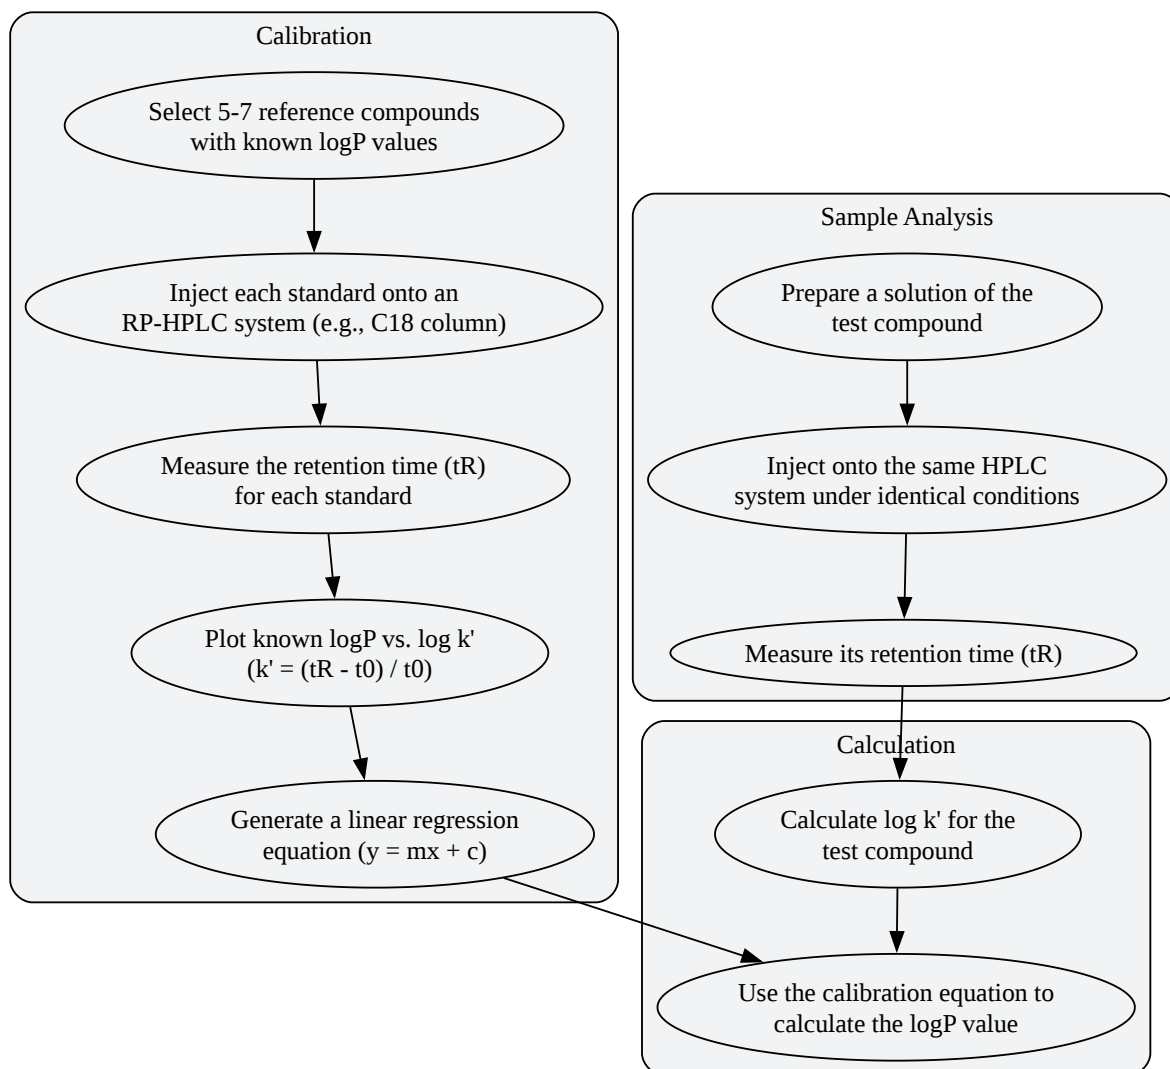 Calibration
Select 5-7 reference compounds
with known logP values
Inject each standard onto an
RP-HPLC system (e.g., C18 column)
Measure the retention time (tR)
for each standard
Plot known logP vs. log k'
(k' = (tR - t0) / t0)
Generate a linear regression
equation (y = mx + c)
Sample Analysis
Prepare a solution of the
test compound
Inject onto the same HPLC
system under identical conditions
Measure its retention time (tR)
Calculation
Calculate log k' for the
test compound
Use the calibration equation to
calculate the logP value